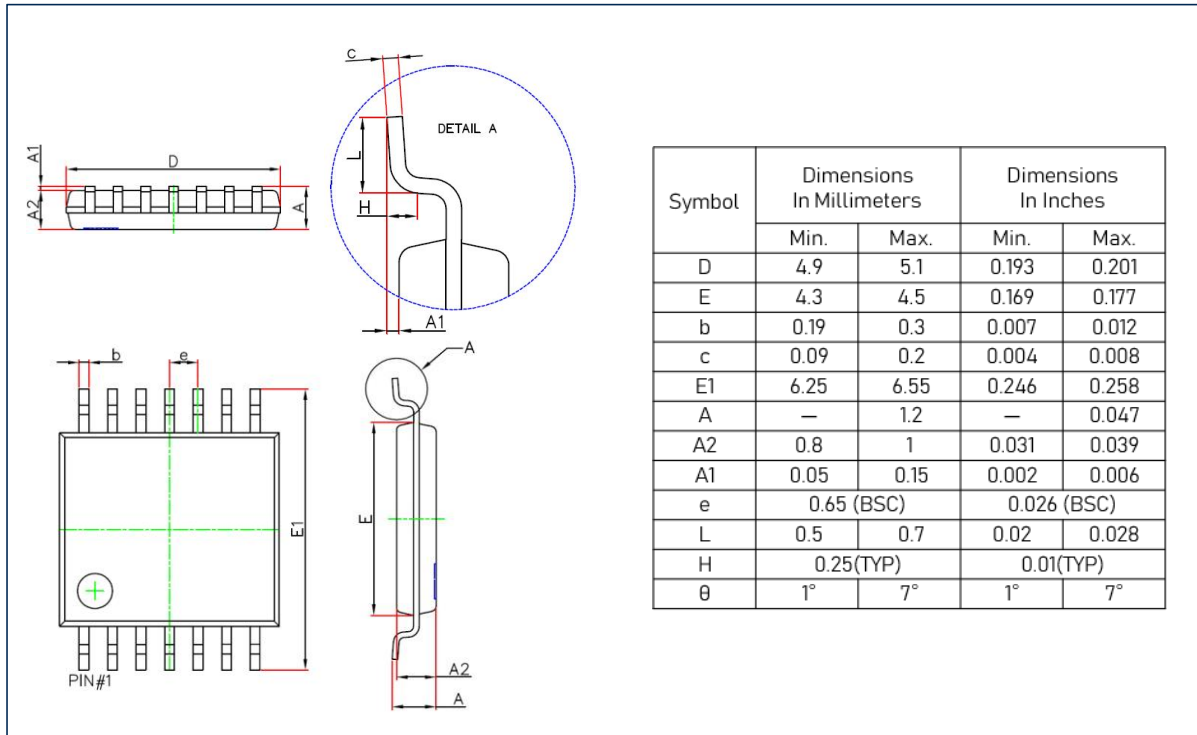 c
DETAIL A
A1
D
L
A2
A
H
A1
b
e
A
E1
E
PIN#1
A2
A
Symbol Dimensions In Millimeters Dimensions In Inches
Min. Max. Min. Max.
D 4.9 5.1 0.193 0.201
E 4.3 4.5 0.169 0.177
b 0.19 0.3 0.007 0.012
c 0.09 0.2 0.004 0.008
E1 6.25 6.55 0.246 0.258
A — 1.2 — 0.047
A2 0.8 1 0.031 0.039
A1 0.05 0.15 0.002 0.006
e 0.65 (BSC) 0.026 (BSC)
L 0.5 0.7 0.02 0.028
H 0.25(TYP) 0.01(TYP)
θ 1° 7° 1° 7°